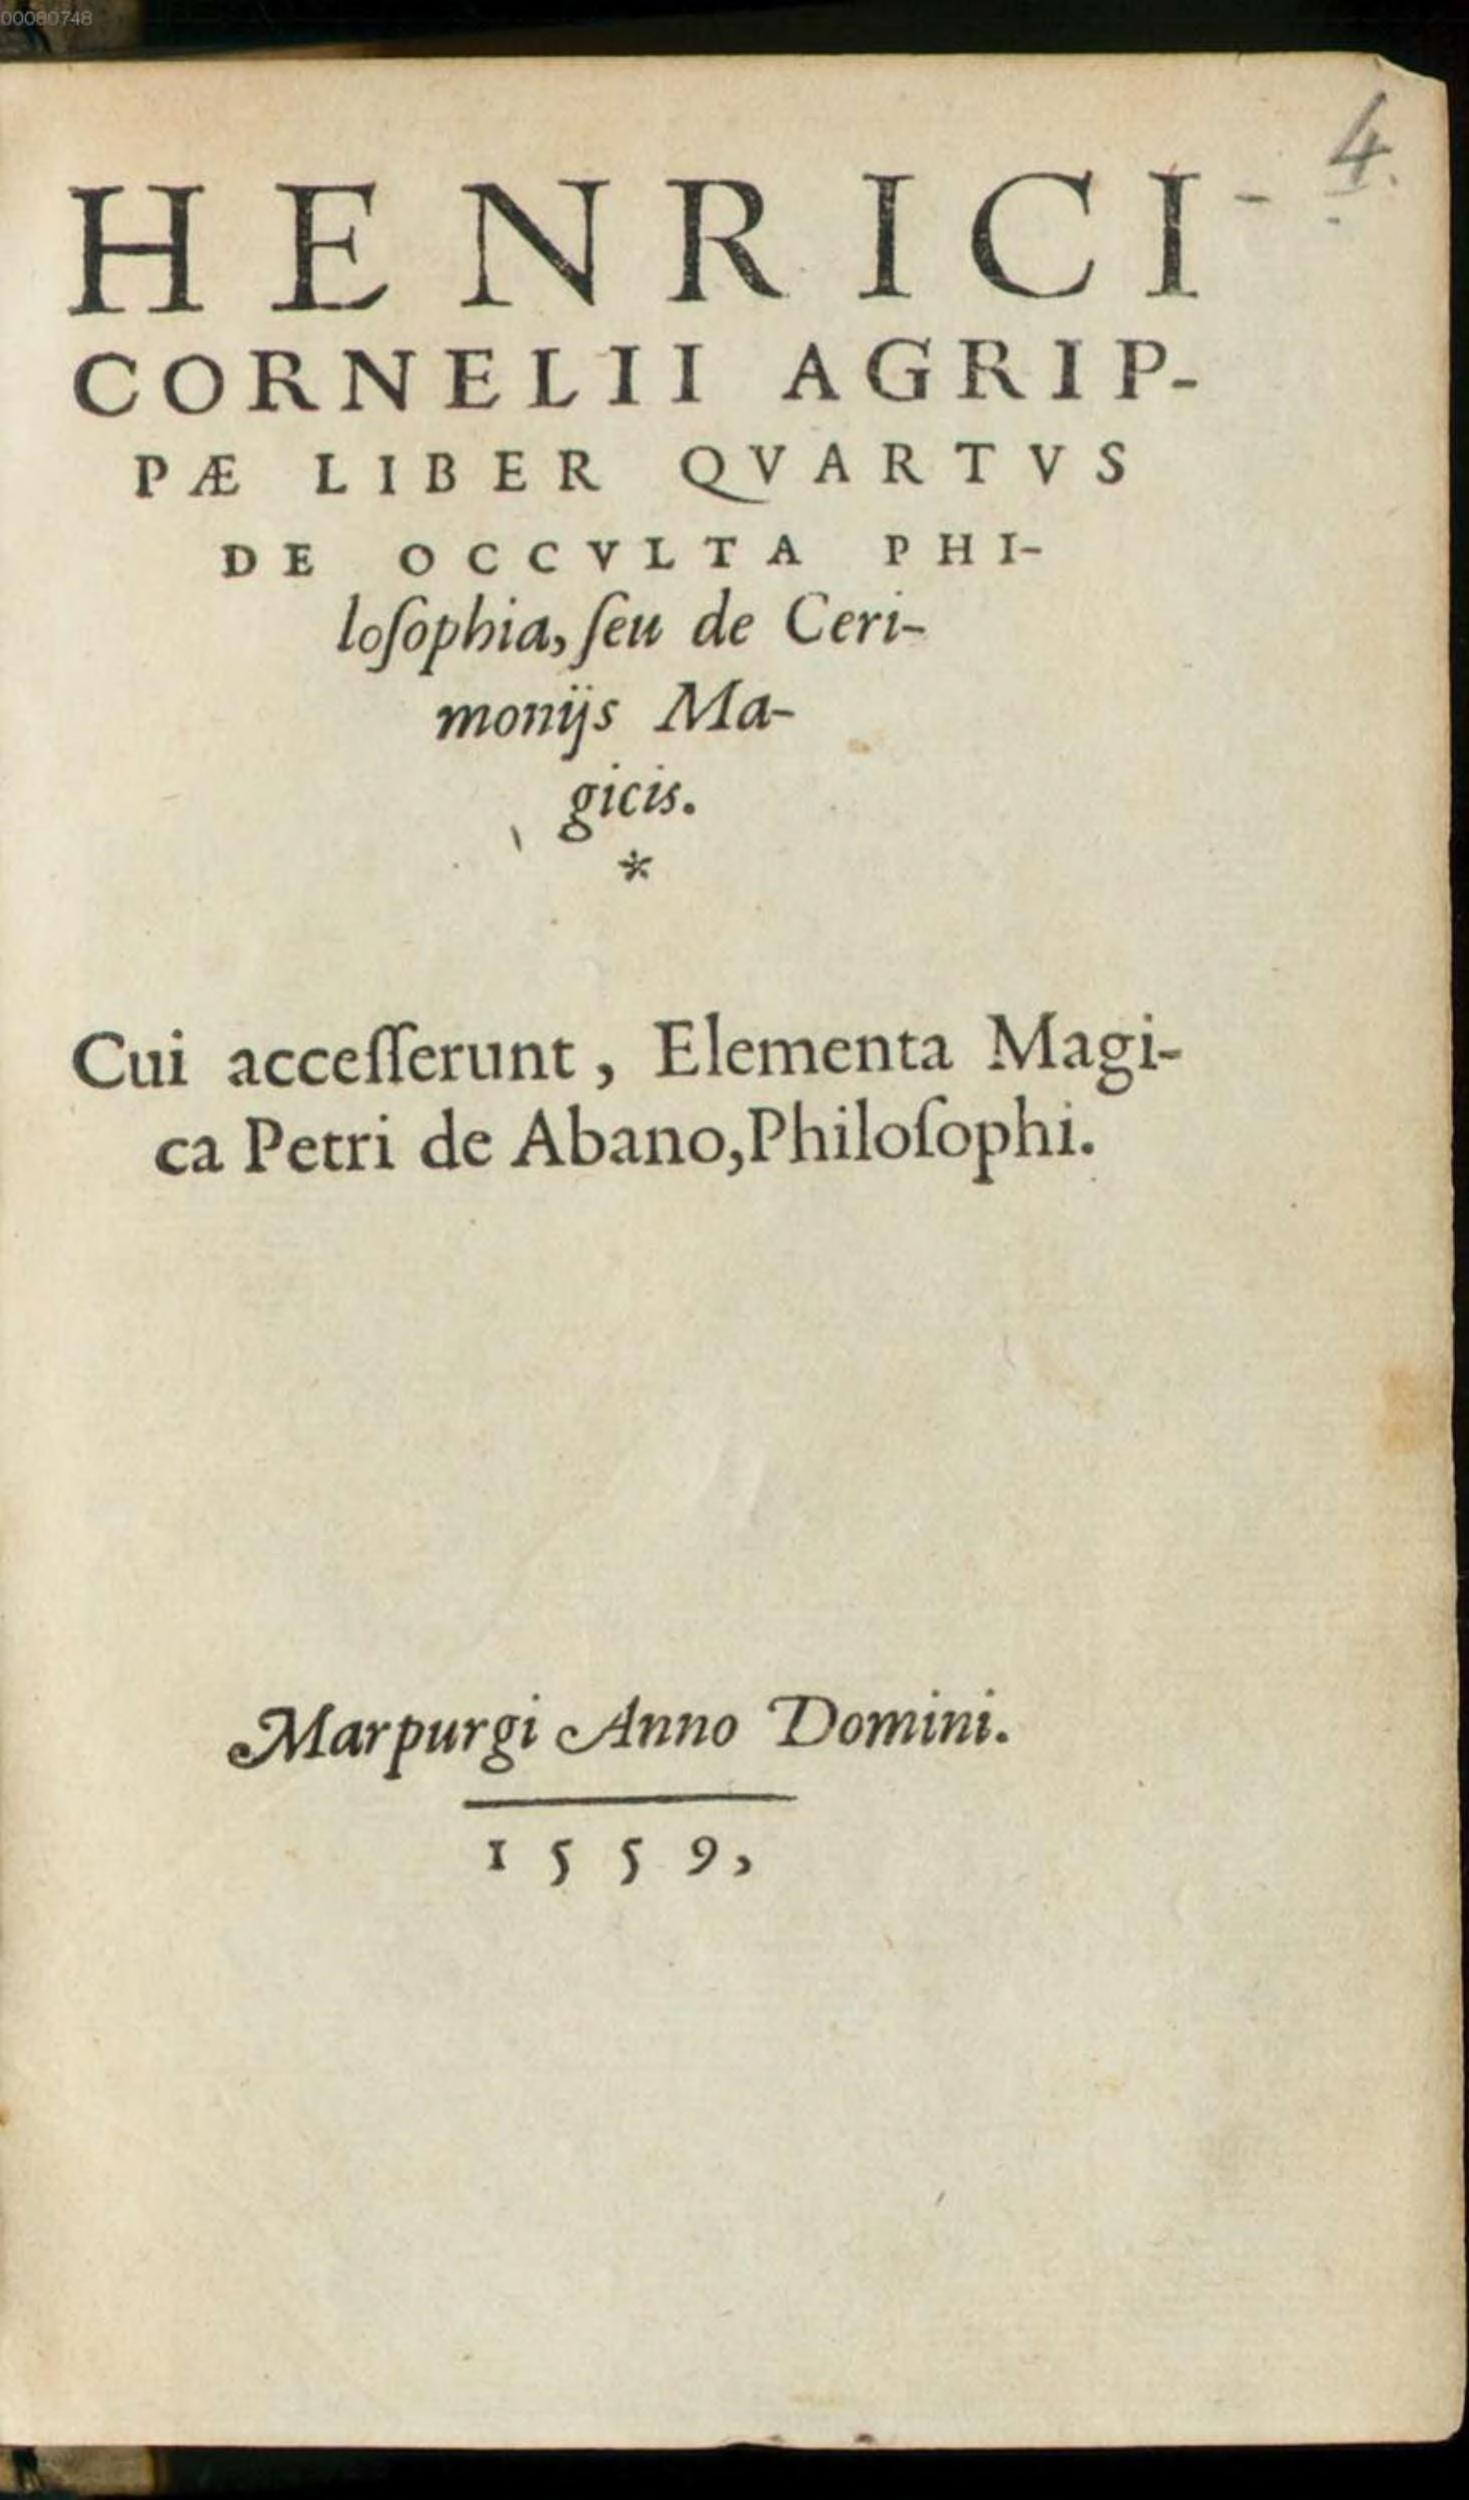 00080748
4.
HENRICI
CORNELII AGRIP-
PÆ LIBER QVARTVS
DE OCCVLTA PHI-
loſophia, ſeu de Ceri-
monijs Ma-
gicis.
*
Cui acceſſerunt, Elementa Magi-
ca Petri de Abano, Philoſophi.
Marpurgi Anno Domini.
1559,